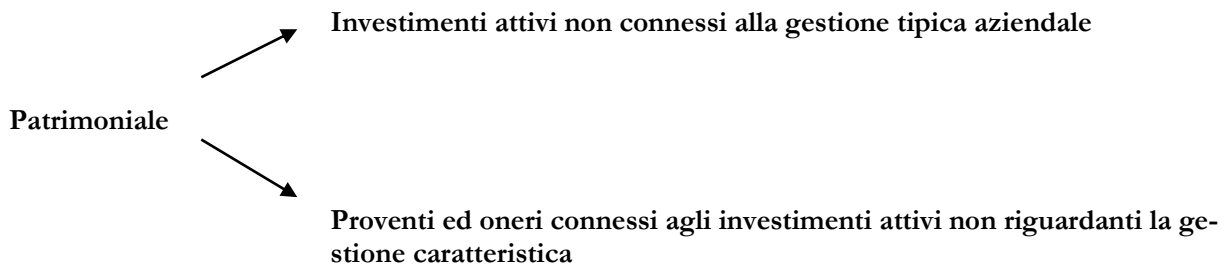 Investimenti attivi non connessi alla gestione tipica aziendale
Patrimoniale
Proventi ed oneri connessi agli investimenti attivi non riguardanti la ge-
stione caratteristica